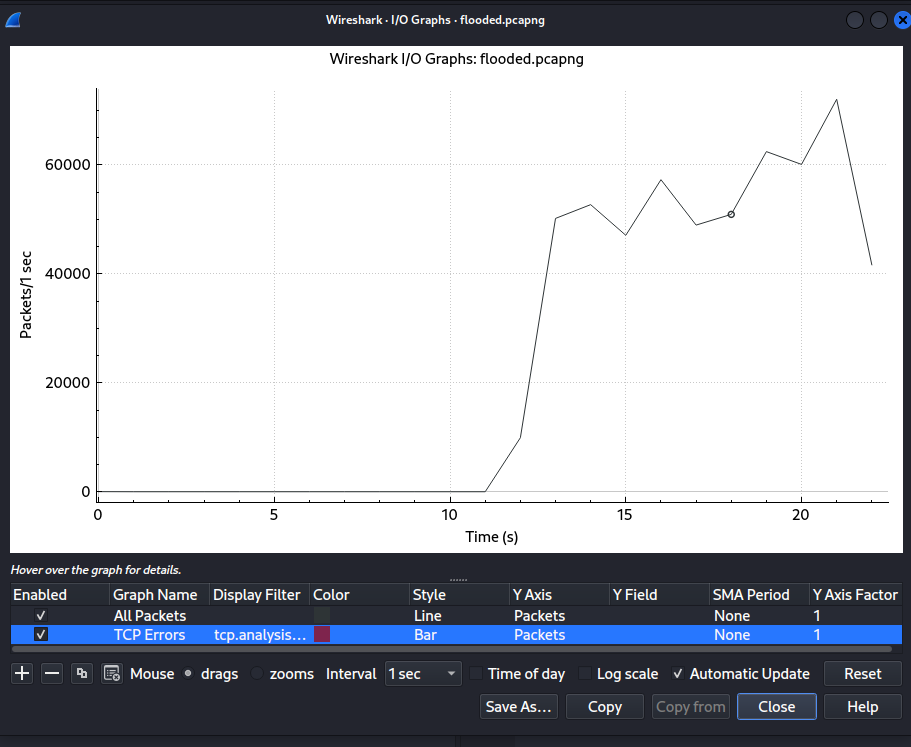 Wireshark · I/O Graphs · flooded.pcapng
Wireshark I/O Graphs: flooded.pcapng
Packets/1 sec
60000
40000
20000
0
0 5 10 15 20
Time (s)
Hover over the graph for details.
Enabled Graph Name Display Filter Color Style Y Axis Y Field SMA Period Y Axis Factor
All Packets Line Packets None 1
TCP Errors tcp.analysis... Bar Packets None 1
Mouse drags zooms Interval 1 sec Time of day Log scale Automatic Update Reset
Save As... Copy Copy from Close Help